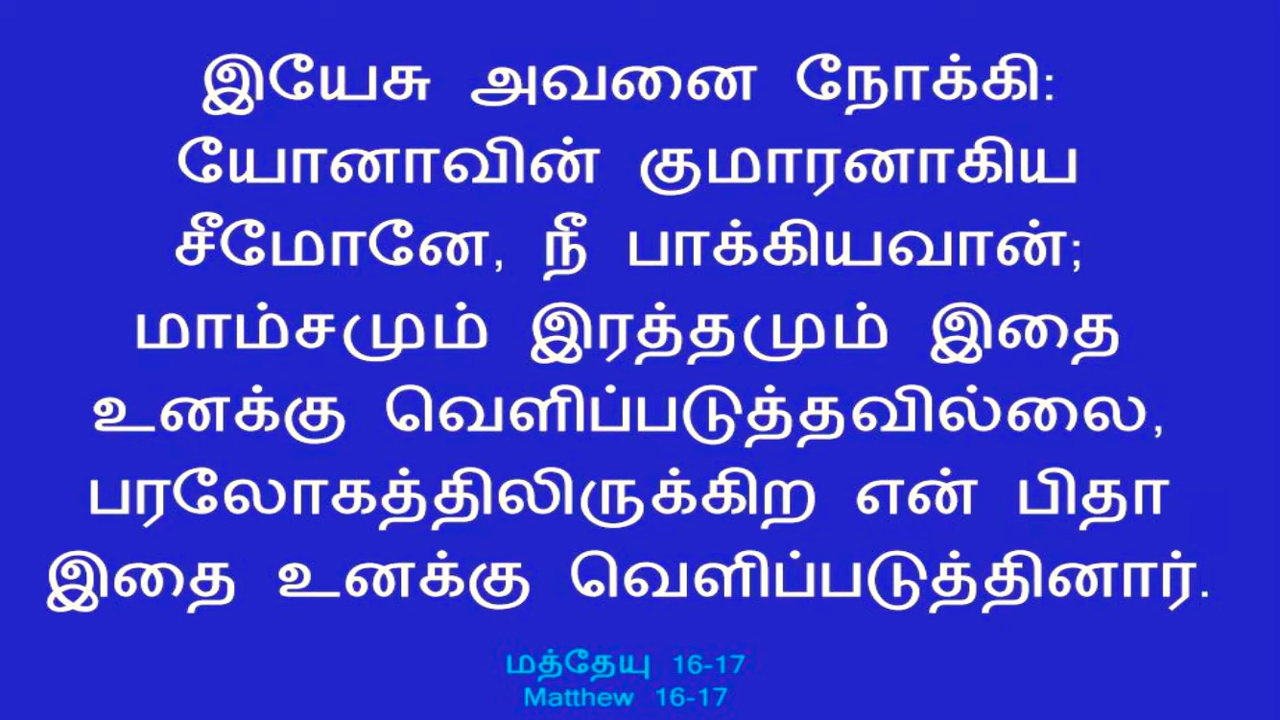 இயேசு அவனை நோக்கி:
யோனாவின் குமாரனாகிய
சீமோனே, நீ பாக்கியவான்;
மாம்சமும் இரத்தமும் இதை
உனக்கு வெளிப்படுத்தவில்லை,
பரலோகத்திலிருக்கிற என் பிதா
இதை உனக்கு வெளிப்படுத்தினார்.
மத்தேயு 16-17
Matthew 16-17